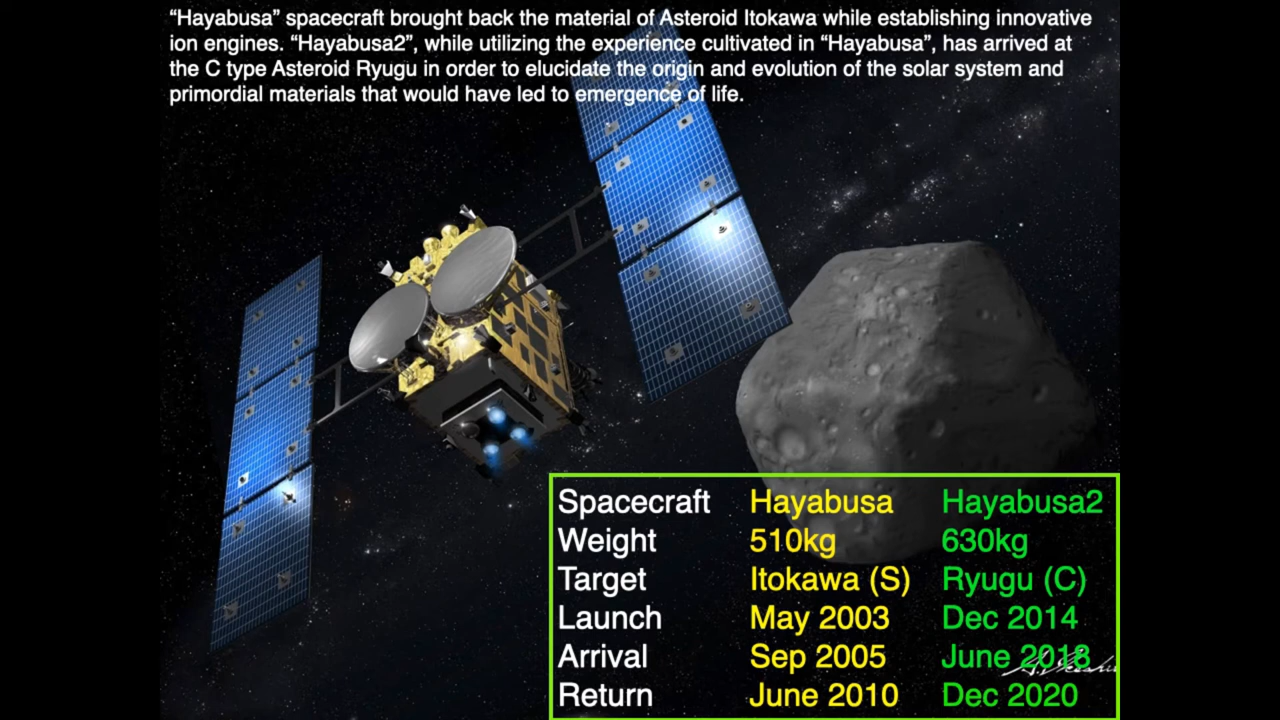 “Hayabusa” spacecraft brought back the material of Asteroid Itokawa while establishing innovative
ion engines. “Hayabusa2”, while utilizing the experience cultivated in “Hayabusa”, has arrived at
the C type Asteroid Ryugu in order to elucidate the origin and evolution of the solar system and
primordial materials that would have led to emergence of life.
Spacecraft Hayabusa Hayabusa2
Weight 510kg 630kg
Target Itokawa (S) Ryugu (C)
Launch May 2003 Dec 2014
Arrival Sep 2005 June 2018
Return June 2010 Dec 2020